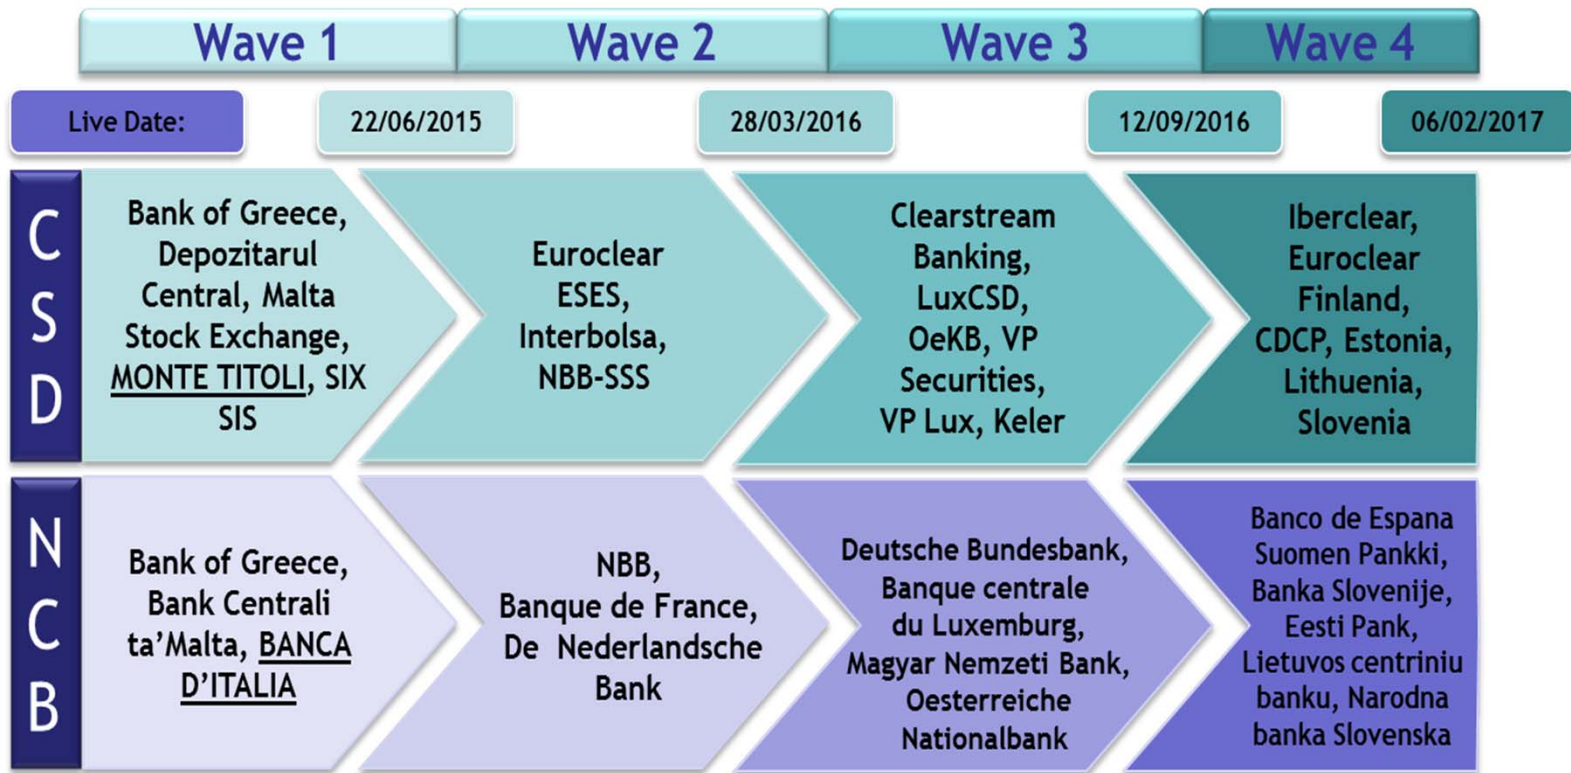 Wave 1
Wave 2
Wave 3
Wave 4
Live Date:
22/06/2015
28/03/2016
12/09/2016
06/02/2017
C
S
D
Bank of Greece,
Depozitarul
Central, Malta
Stock Exchange,
MONTE TITOLI, SIX
SIS
Euroclear
ESES,
Interbolsa,
NBB-SSS
Clearstream
Banking,
LuxCSD,
OeKB, VP
Securities,
VP Lux, Keler
Iberclear,
Euroclear
Finland,
CDCP, Estonia,
Lithuenia,
Slovenia
N
C
B
Bank of Greece,
Bank Centrali
ta’Malta, BANCA
D’ITALIA
NBB,
Banque de France,
De Nederlandsche
Bank
Deutsche Bundesbank,
Banque centrale
du Luxemburg,
Magyar Nemzeti Bank,
Oesterreiche
Nationalbank
Banco de Espana
Suomen Pankki,
Banka Slovenije,
Eesti Pank,
Lietuvos centriniu
banku, Narodna
banka Slovenska